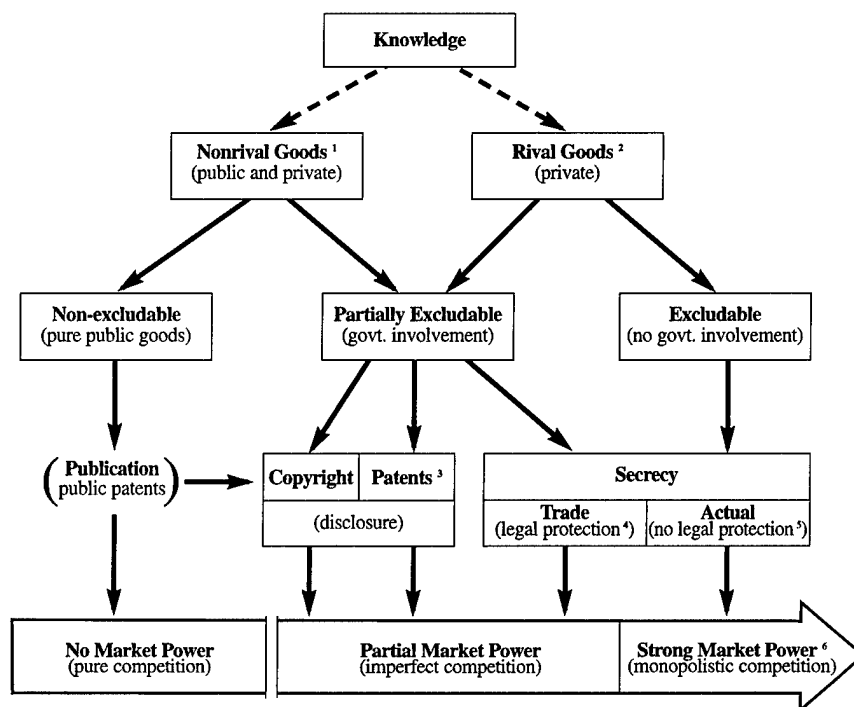 Knowledge
Nonrival Goods ¹
(public and private)
Rival Goods ²
(private)
Non-excludable
(pure public goods)
Partially Excludable
(govt. involvement)
Excludable
(no govt. involvement)
(Publication
public patents)
Copyright
Patents ³
(disclosure)
Secrecy
Trade
(legal protection ⁴)
Actual
(no legal protection ⁵)
No Market Power
(pure competition)
Partial Market Power
(imperfect competition)
Strong Market Power ⁶
(monopolistic competition)